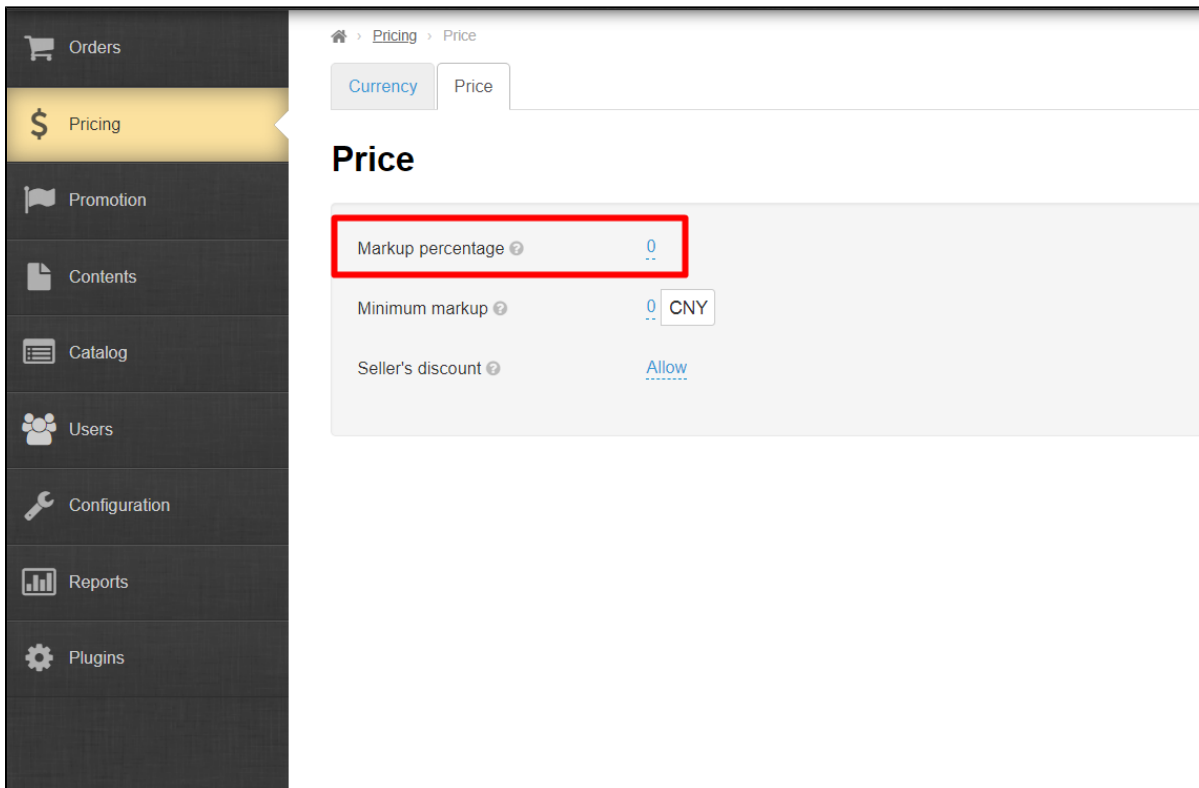 Orders
Pricing
Promotion
Contents
Catalog
Users
Configuration
Reports
Plugins
Pricing › Price
Currency Price
Price
Markup percentage ? 0
Minimum markup ? 0 CNY
Seller's discount ? Allow